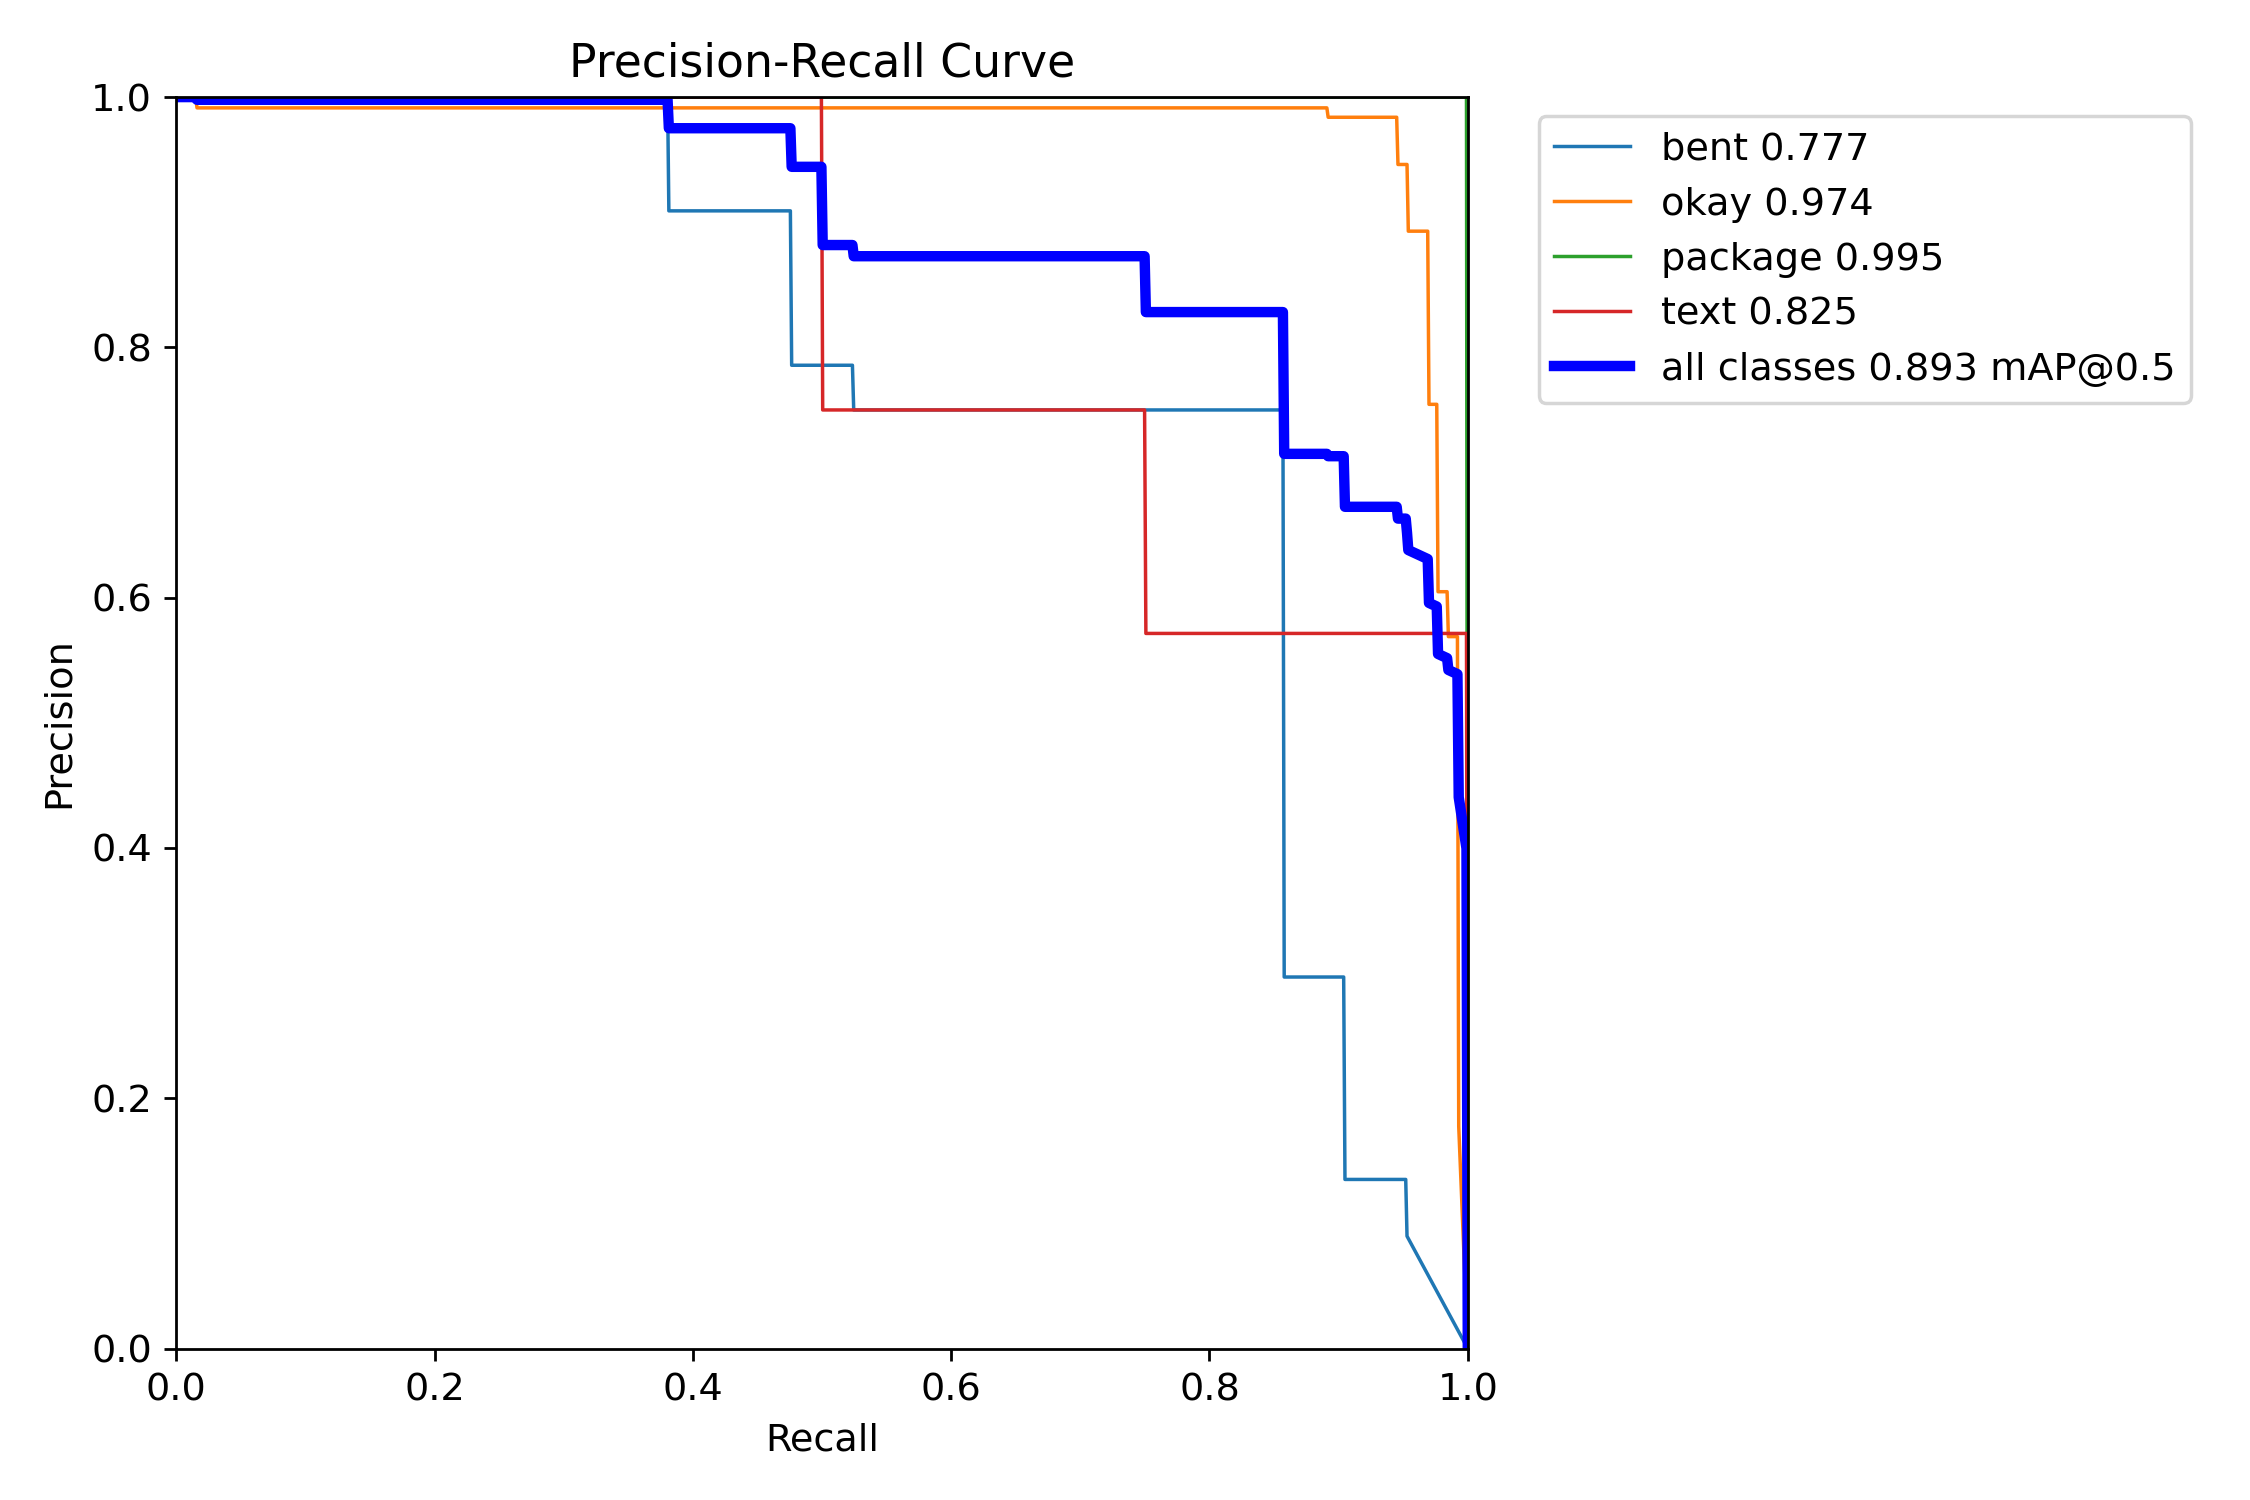 Precision-Recall Curve
1.0
0.8
0.6
0.4
0.2
0.0
Precision
0.0 0.2 0.4 0.6 0.8 1.0
Recall
bent 0.777
okay 0.974
package 0.995
text 0.825
all classes 0.893 mAP@0.5